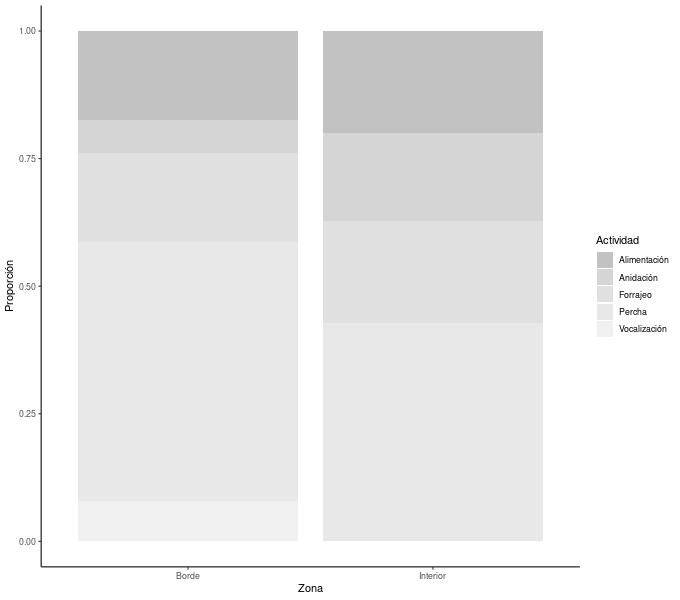 1.00
0.75
0.50
0.25
0.00
Proporción
Borde
Interior
Zona
Actividad
Alimentación
Anidación
Forrajeo
Percha
Vocalización